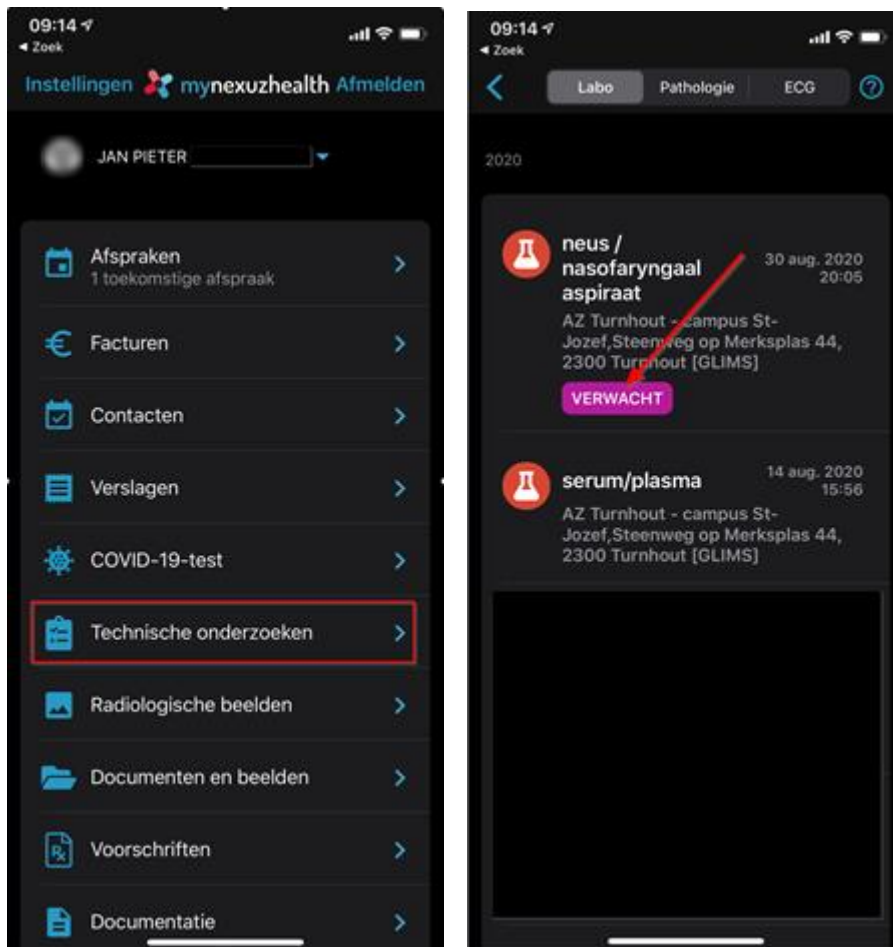 09:14
Zoek
Instellingen mynexuzhealth Afmelden
JAN PIETER
Afspraken
1 toekomstige afspraak
Facturen
Contacten
Verslagen
COVID-19-test
Technische onderzoeken
Radiologische beelden
Documenten en beelden
Rx
Voorschriften
Documentatie
09:14
Zoek
Labo Pathologie ECG ?
2020
neus /
nasofaryngaal
aspiraat
30 aug. 2020
20:05
AZ Turnhout - campus St-
Jozef,Steenweg op Merksplas 44,
2300 Turnhout [GLIMS]
VERWACHT
serum/plasma
14 aug. 2020
15:56
AZ Turnhout - campus St-
Jozef,Steenweg op Merksplas 44,
2300 Turnhout [GLIMS]